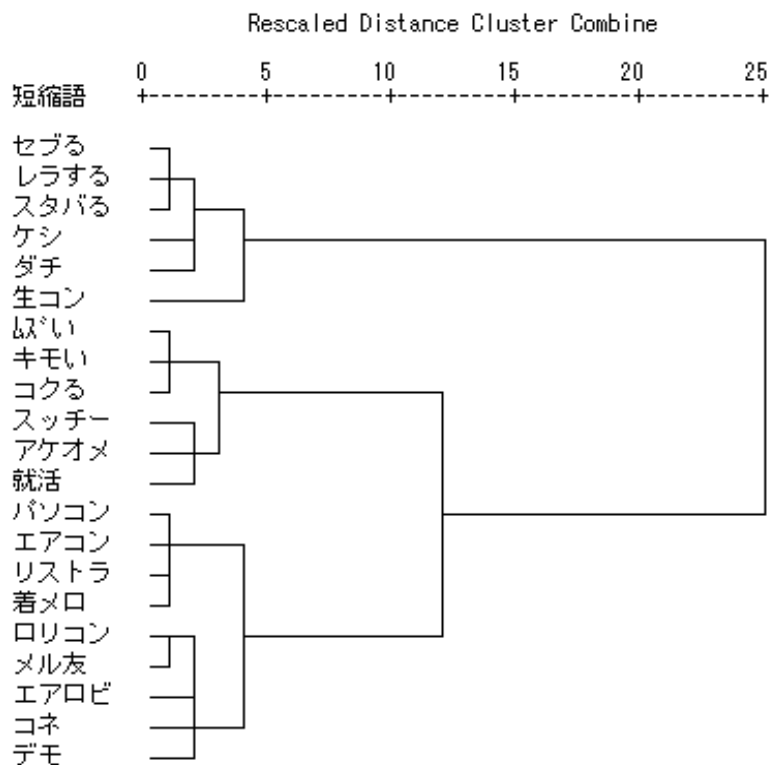 Rescaled Distance Cluster Combine
0 5 10 15 20 25
短縮語 +---------+---------+---------+---------+---------+
セブる
レラする
スタバる
ケシ
ダチ
生コン
ムズい
キモい
コクる
スッチー
アケオメ
就活
パソコン
エアコン
リストラ
着メロ
ロリコン
メル友
エアロビ
コネ
デモ